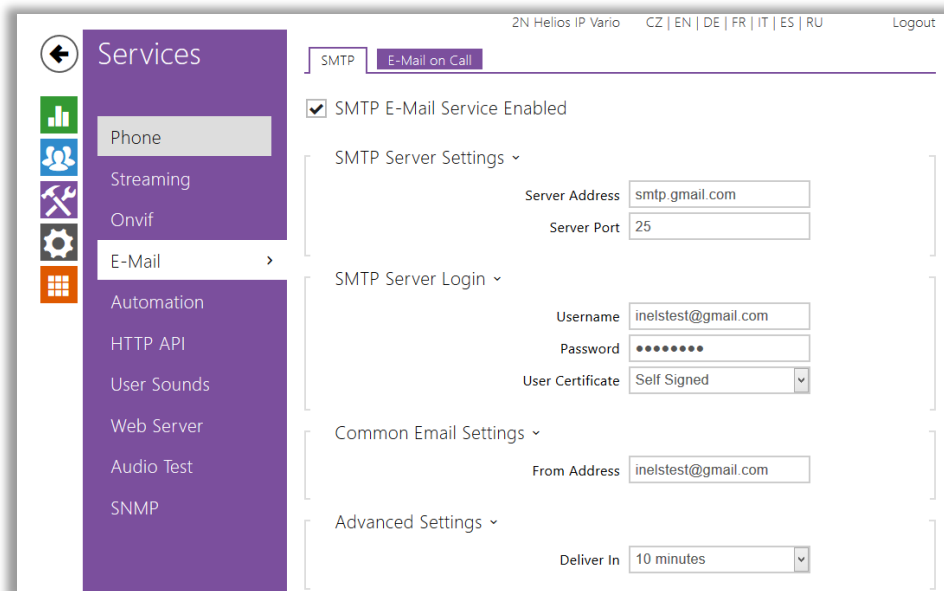 2N Helios IP Vario CZ | EN | DE | FR | IT | ES | RU Logout
Services
Phone
Streaming
Onvif
E-Mail
Automation
HTTP API
User Sounds
Web Server
Audio Test
SNMP
SMTP E-Mail on Call
SMTP E-Mail Service Enabled
SMTP Server Settings
Server Address smtp.gmail.com
Server Port 25
SMTP Server Login
Username inelstest@gmail.com
Password ●●●●●●●●
User Certificate Self Signed
Common Email Settings
From Address inelstest@gmail.com
Advanced Settings
Deliver In 10 minutes